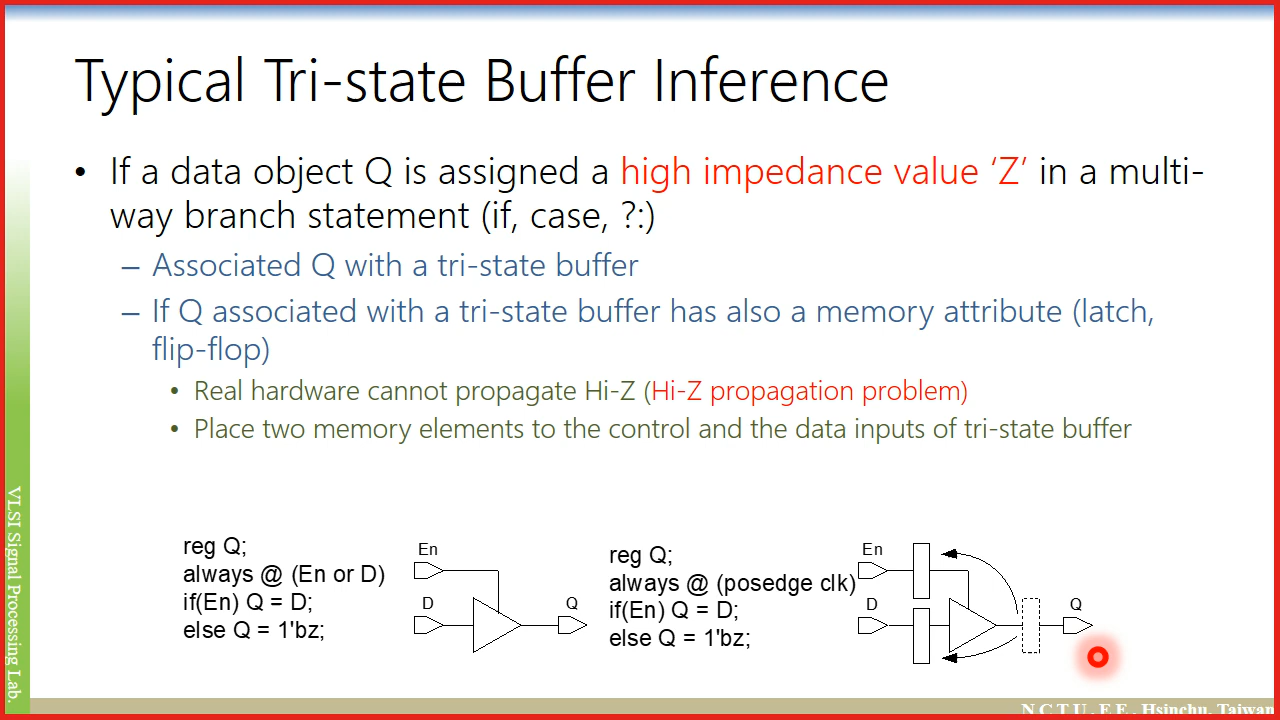 Typical Tri-state Buffer Inference
• If a data object Q is assigned a high impedance value ‘Z’ in a multi-
way branch statement (if, case, ?:)
– Associated Q with a tri-state buffer
– If Q associated with a tri-state buffer has also a memory attribute (latch,
flip-flop)
• Real hardware cannot propagate Hi-Z (Hi-Z propagation problem)
• Place two memory elements to the control and the data inputs of tri-state buffer
reg Q;
always @ (En or D)
if(En) Q = D;
else Q = 1'bz;
En
D
Q
reg Q;
always @ (posedge clk)
if(En) Q = D;
else Q = 1'bz;
En
D
Q
VLSI Signal Processing Lab.
N C T U . E E , Hsinchu, Taiwan